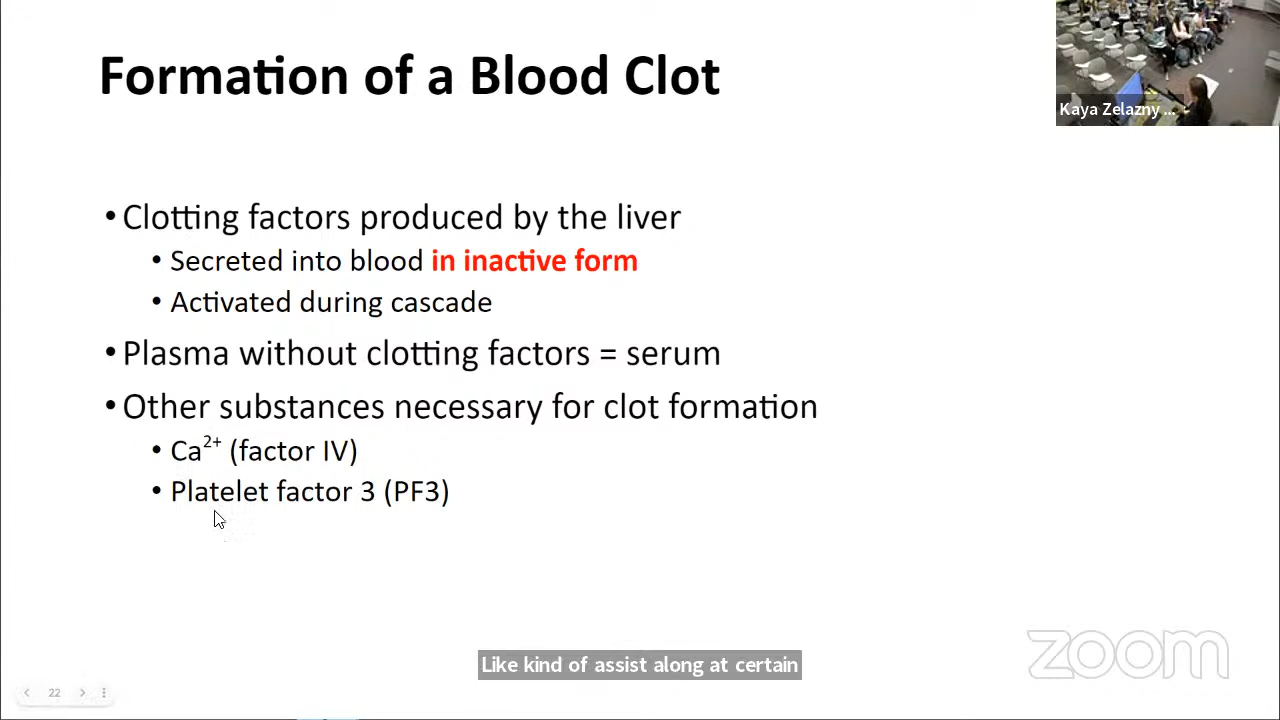 Formation of a Blood Clot
Kaya Zelazny ...
• Clotting factors produced by the liver
• Secreted into blood in inactive form
• Activated during cascade
• Plasma without clotting factors = serum
• Other substances necessary for clot formation
• Ca²⁺ (factor IV)
• Platelet factor 3 (PF3)
Like kind of assist along at certain
zoom
22